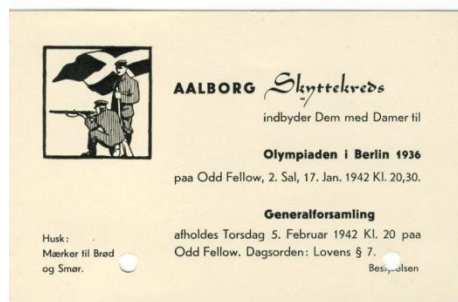 AALBORG Skyttekreds
indbyder Dem med Damer til
Olympiaden i Berlin 1936
paa Odd Fellow, 2. Sal, 17. Jan. 1942 Kl. 20,30.
Generalforsamling
afholdes Torsdag 5. Februar 1942 Kl. 20 paa
Odd Fellow. Dagsorden: Lovens § 7.
Bestyrelsen
Husk:
Mærker til Brød
og Smør.